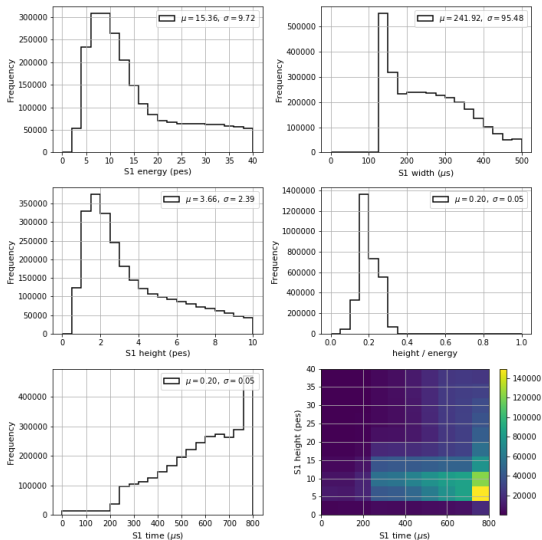 300000
250000
200000
150000
100000
50000
0
Frequency
μ = 15.36, σ = 9.72
0 5 10 15 20 25 30 35 40
S1 energy (pes)
600000
500000
400000
300000
200000
100000
0
Frequency
μ = 241.92, σ = 95.48
0 100 200 300 400 500
S1 width (μs)
350000
300000
250000
200000
150000
100000
50000
0
Frequency
μ = 3.66, σ = 2.39
0 2 4 6 8 10
S1 height (pes)
1400000
1200000
1000000
800000
600000
400000
200000
0
Frequency
μ = 0.20, σ = 0.05
0.0 0.2 0.4 0.6 0.8 1.0
height / energy
400000
300000
200000
100000
0
Frequency
μ = 0.20, σ = 0.05
0 100 200 300 400 500 600 700 800
S1 time (μs)
40
35
30
25
20
15
10
5
0
S1 height (pes)
0 200 400 600 800
S1 time (μs)
140000
120000
100000
80000
60000
40000
20000